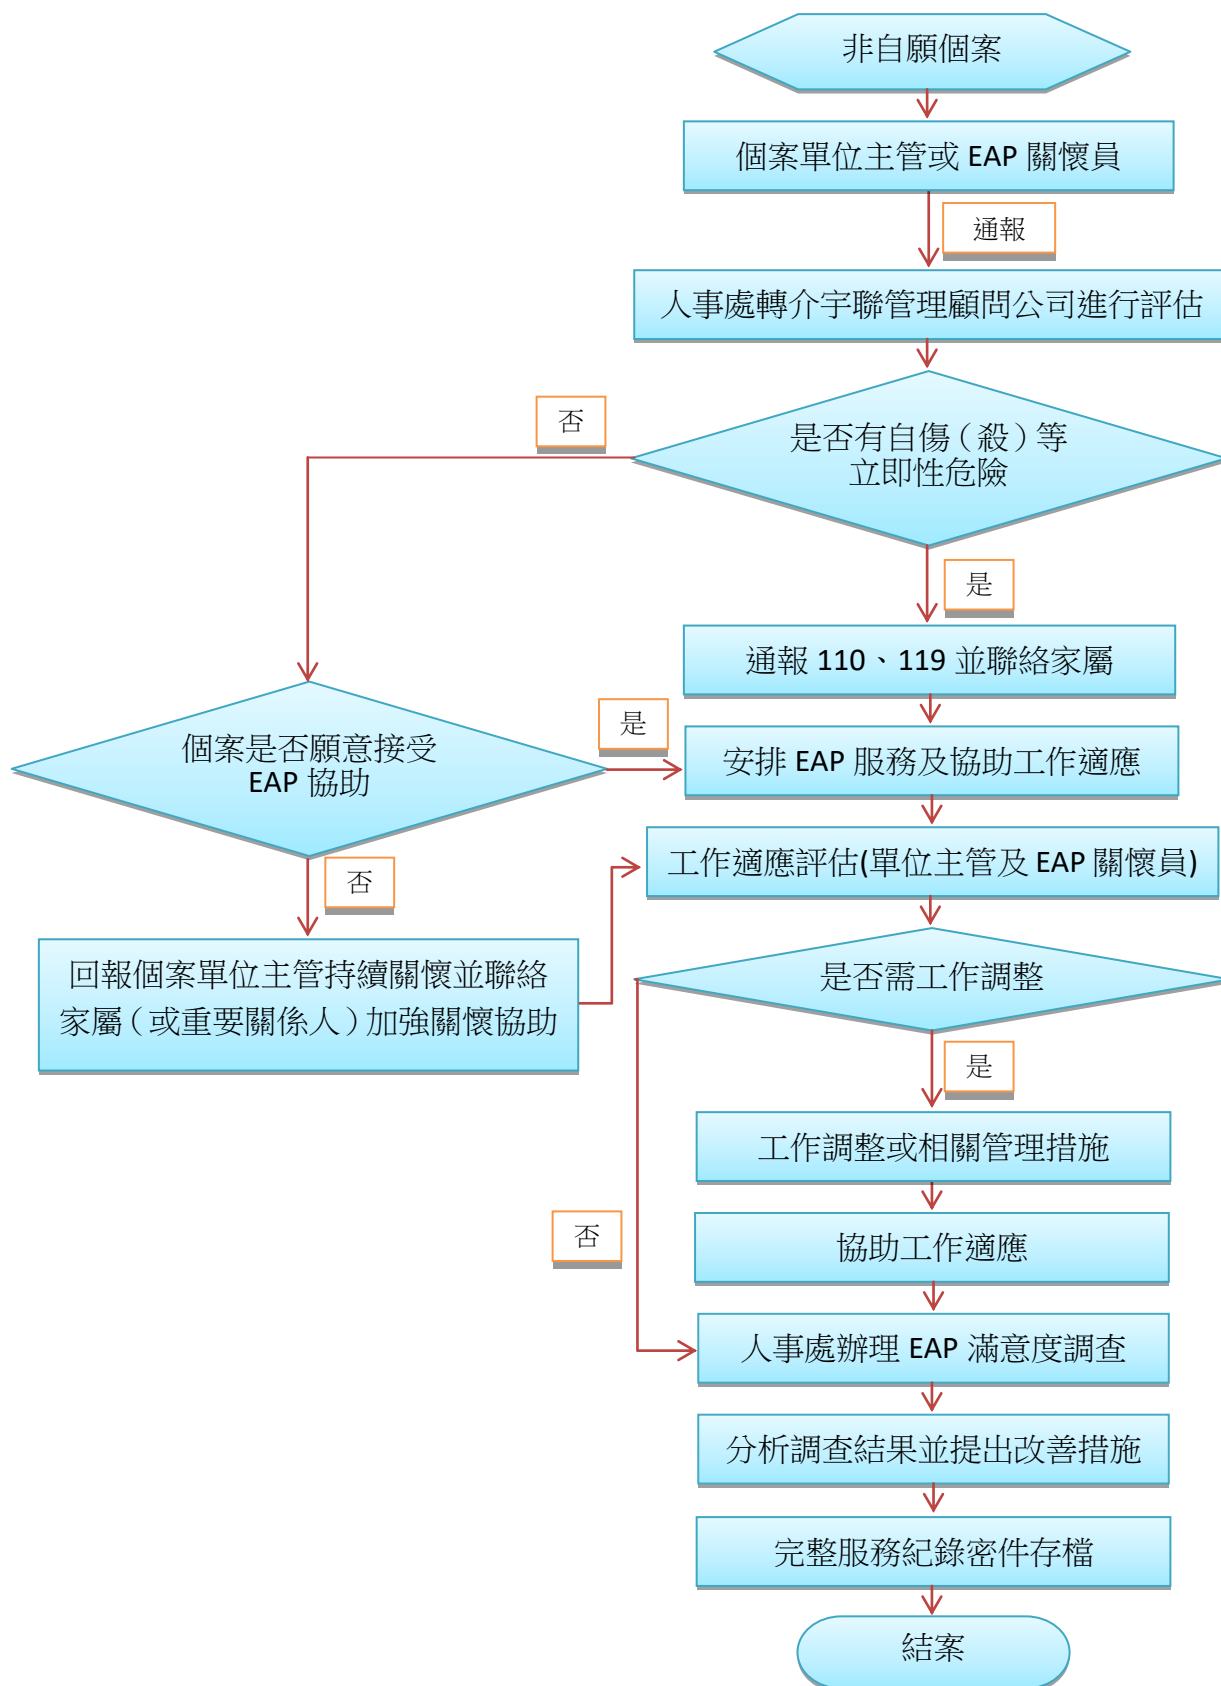 非自願個案
個案單位主管或 EAP 關懷員
通報
人事處轉介宇聯管理顧問公司進行評估
否
是否有自傷（殺）等
立即性危險
是
通報 110、119 並聯絡家屬
個案是否願意接受
EAP 協助
是
安排 EAP 服務及協助工作適應
工作適應評估(單位主管及 EAP 關懷員)
否
回報個案單位主管持續關懷並聯絡
家屬（或重要關係人）加強關懷協助
是否需工作調整
是
工作調整或相關管理措施
否
協助工作適應
人事處辦理 EAP 滿意度調查
分析調查結果並提出改善措施
完整服務紀錄密件存檔
結案